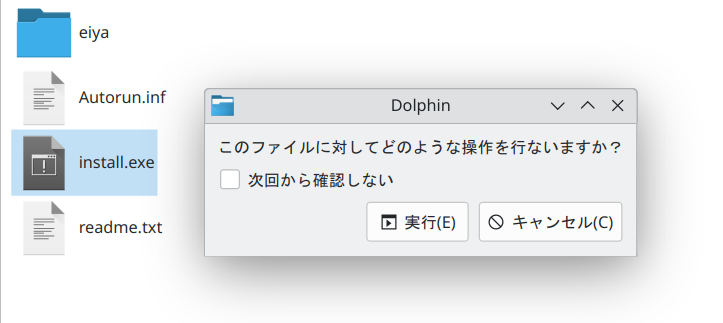 eiya
Autorun.inf
install.exe
readme.txt
Dolphin
このファイルに対してどのような操作を行ないますか？
次回から確認しない
実行(E)
キャンセル(C)